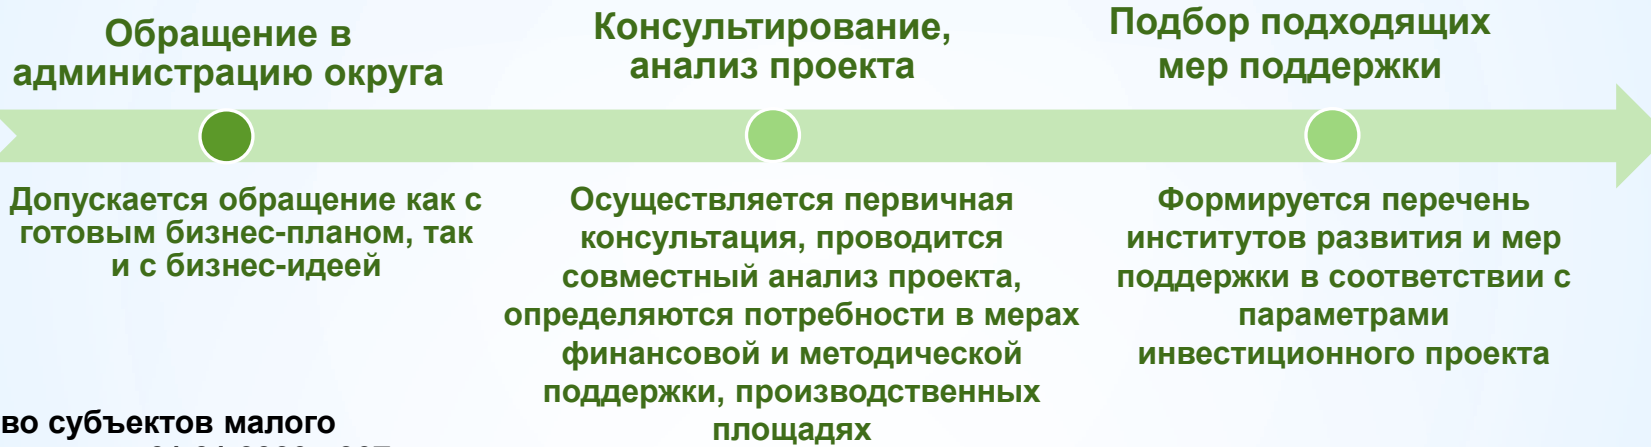 Обращение в
администрацию округа
Консультирование,
анализ проекта
Подбор подходящих
мер поддержки
Допускается обращение как с
готовым бизнес-планом, так
и с бизнес-идеей
Осуществляется первичная
консультация, проводится
совместный анализ проекта,
определяются потребности в мерах
финансовой и методической
поддержки, производственных
площадях
Формируется перечень
институтов развития и мер
поддержки в соответствии с
параметрами
инвестиционного проекта
во субъектов малого